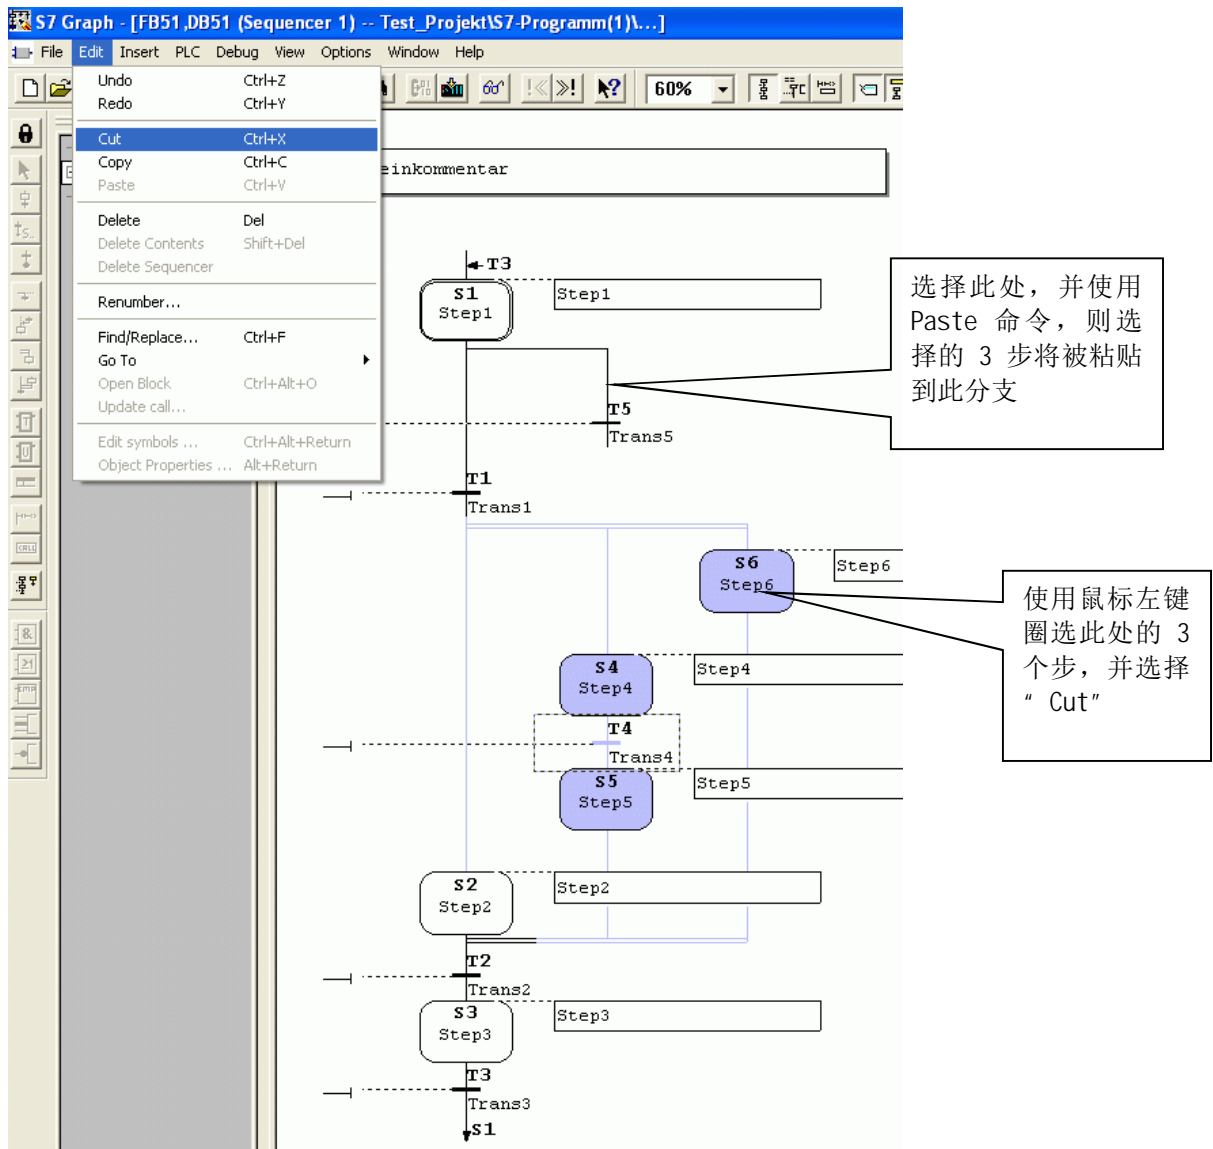 S7 Graph - [FB51,DB51 (Sequencer 1) -- Test_Projekt\S7-Programm(1)\...]
File Edit Insert PLC Debug View Options Window Help
60%
Undo Ctrl+Z
Redo Ctrl+Y
Cut Ctrl+X
Copy Ctrl+C
Paste Ctrl+V
Delete Del
Delete Contents Shift+Del
Delete Sequencer
Renumber...
Find/Replace... Ctrl+F
Go To
Open Block Ctrl+Alt+O
Update call...
Edit symbols ... Ctrl+Alt+Return
Object Properties ... Alt+Return
einkommentar
T3
S1
Step1
Step1
选择此处，并使用
Paste 命令，则选
择的 3 步将被粘贴
到此分支
T5
Trans5
T1
Trans1
S6
Step6
Step6
使用鼠标左键
圈选此处的 3
个步，并选择
“ Cut”
S4
Step4
Step4
T4
Trans4
S5
Step5
Step5
S2
Step2
Step2
T2
Trans2
S3
Step3
Step3
T3
Trans3
S1